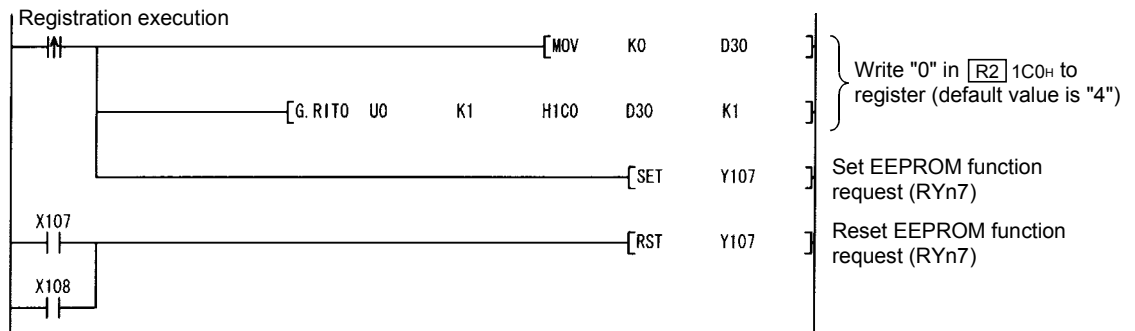 Registration execution
[MOV K0 D30 ]
Write "0" in R2 1C0H to
register (default value is "4")
[G.RITO U0 K1 H1C0 D30 K1 ]
[SET Y107 ]
Set EEPROM function
request (RYn7)
X107
[RST Y107 ]
Reset EEPROM function
request (RYn7)
X108